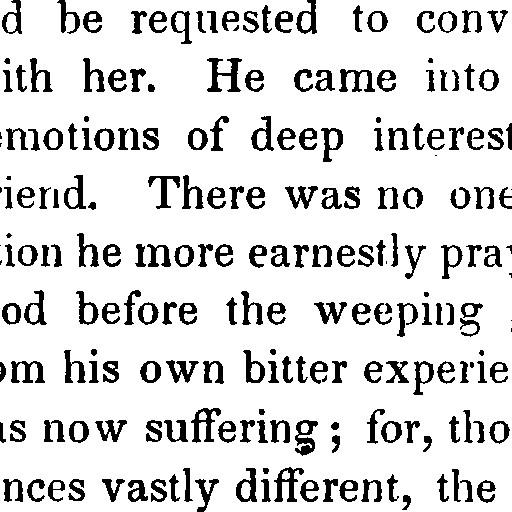 d be requested to conv
ith her. He came into
emotions of deep interest
riend. There was no one
tion he more earnestly pray
od before the weeping
om his own bitter experie
as now suffering; for, tho
nces vastly different, the